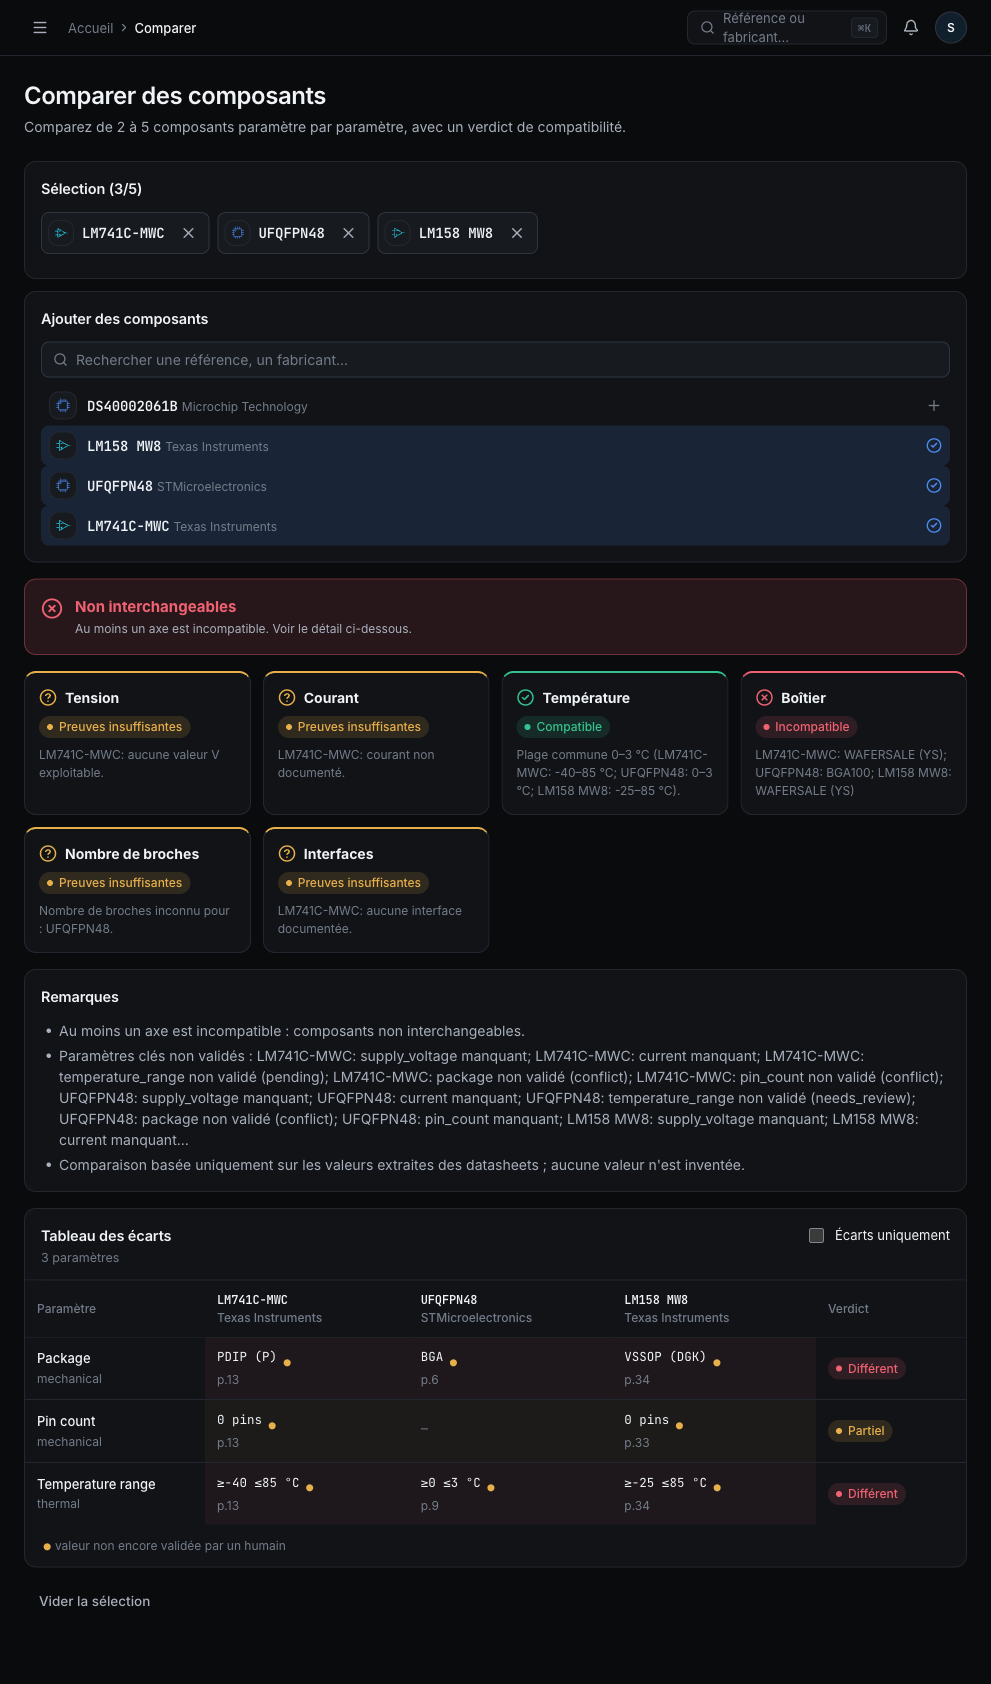 Accueil > Comparer
Référence ou
fabricant...
⌘K
S
Comparer des composants
Comparez de 2 à 5 composants paramètre par paramètre, avec un verdict de compatibilité.
Sélection (3/5)
LM741C-MWC
UFQFPN48
LM158 MW8
Ajouter des composants
Rechercher une référence, un fabricant...
DS40002061B Microchip Technology
LM158 MW8 Texas Instruments
UFQFPN48 STMicroelectronics
LM741C-MWC Texas Instruments
Non interchangeables
Au moins un axe est incompatible. Voir le détail ci-dessous.
Tension
Preuves insuffisantes
LM741C-MWC: aucune valeur V
exploitable.
Courant
Preuves insuffisantes
LM741C-MWC: courant non
documenté.
Température
Compatible
Plage commune 0–3 °C (LM741C-
MWC: -40–85 °C; UFQFPN48: 0–3
°C; LM158 MW8: -25–85 °C).
Boîtier
Incompatible
LM741C-MWC: WAFERSALE (YS);
UFQFPN48: BGA100; LM158 MW8:
WAFERSALE (YS)
Nombre de broches
Preuves insuffisantes
Nombre de broches inconnu pour
: UFQFPN48.
Interfaces
Preuves insuffisantes
LM741C-MWC: aucune interface
documentée.
Remarques
• Au moins un axe est incompatible : composants non interchangeables.
• Paramètres clés non validés : LM741C-MWC: supply_voltage manquant; LM741C-MWC: current manquant; LM741C-MWC:
temperature_range non validé (pending); LM741C-MWC: package non validé (conflict); LM741C-MWC: pin_count non validé (conflict);
UFQFPN48: supply_voltage manquant; UFQFPN48: current manquant; UFQFPN48: temperature_range non validé (needs_review);
UFQFPN48: package non validé (conflict); UFQFPN48: pin_count manquant; LM158 MW8: supply_voltage manquant; LM158 MW8:
current manquant...
• Comparaison basée uniquement sur les valeurs extraites des datasheets ; aucune valeur n'est inventée.
Tableau des écarts
3 paramètres
Écarts uniquement
Paramètre
LM741C-MWC
Texas Instruments
UFQFPN48
STMicroelectronics
LM158 MW8
Texas Instruments
Verdict
Package
mechanical
PDIP (P)
p.13
BGA
p.6
VSSOP (DGK)
p.34
Différent
Pin count
mechanical
0 pins
p.13
–
0 pins
p.33
Partiel
Temperature range
thermal
≥-40 ≤85 °C
p.13
≥0 ≤3 °C
p.9
≥-25 ≤85 °C
p.34
Différent
valeur non encore validée par un humain
Vider la sélection